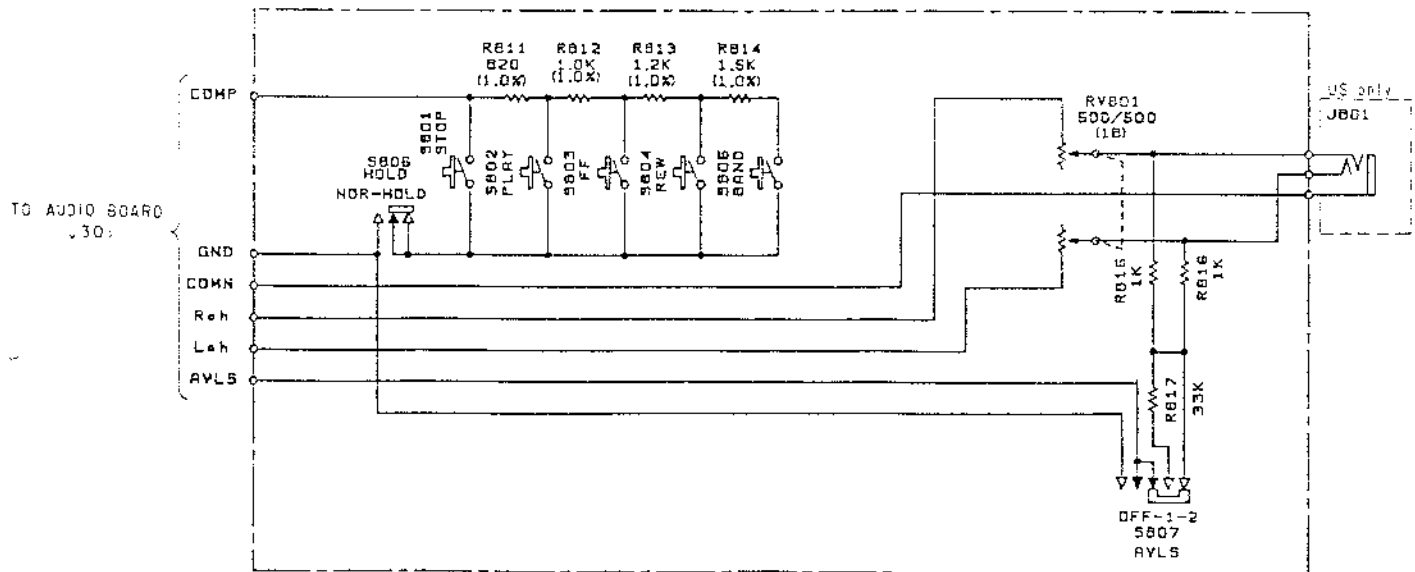 R811
820
(1.0%)
R812
1.0K
(1.0%)
R813
1.2K
(1.0%)
R814
1.5K
(1.0%)
COMP
S801
STOP
S802
PLAY
S803
FF
S804
REW
S805
BAND
S806
HOLD
NOR-HOLD
TO AUDIO BOARD
GND
COMN
Rch
Lch
AVLS
RV801
500/500
(1B)
US only
J801
R815
1K
R816
1K
R817
33K
OFF-1-2
S807
AVLS